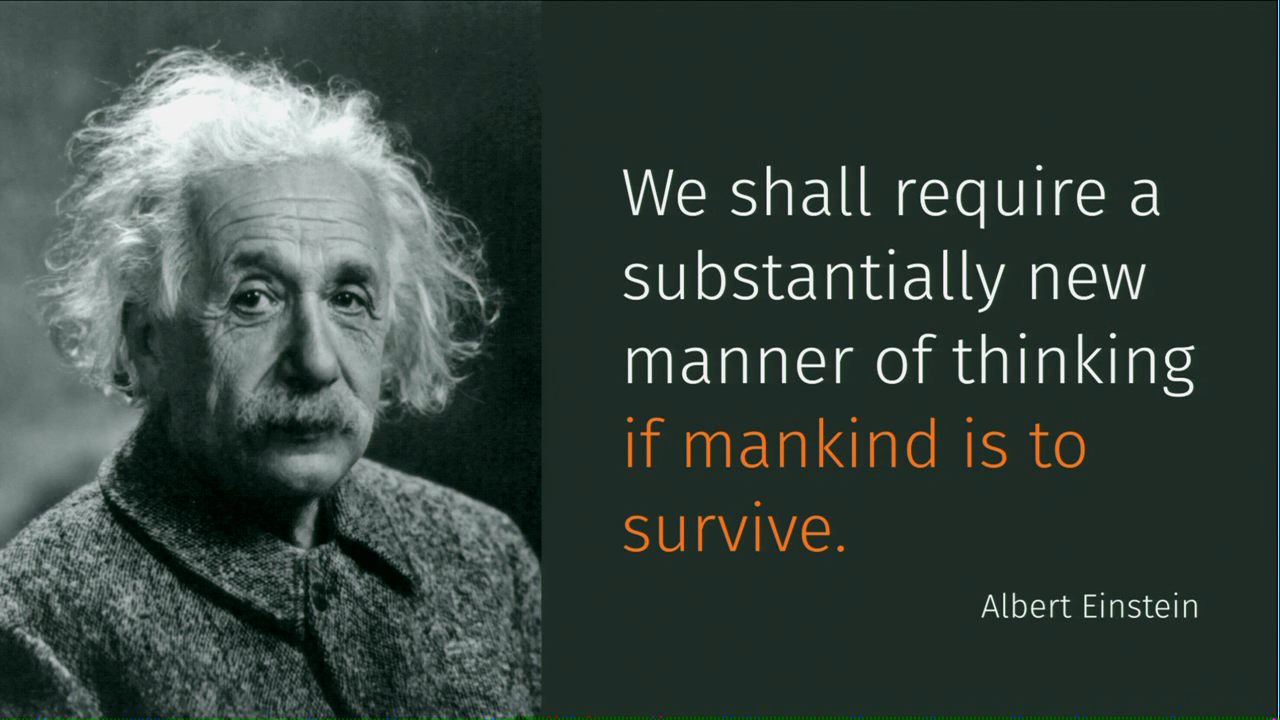 We shall require a
substantially new
manner of thinking
if mankind is to
survive.
Albert Einstein